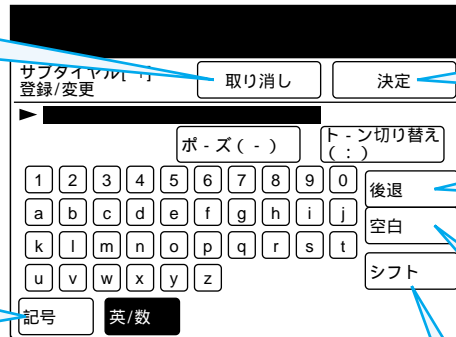 サブダイヤル[ ]
登録/変更
取り消し
決定
ポ-ズ(-)
ト-ン切り替え
(:)
1 2 3 4 5 6 7 8 9 0
後退
a b c d e f g h i j
空白
k l m n o p q r s t
シフト
u v w x y z
記号
英/数